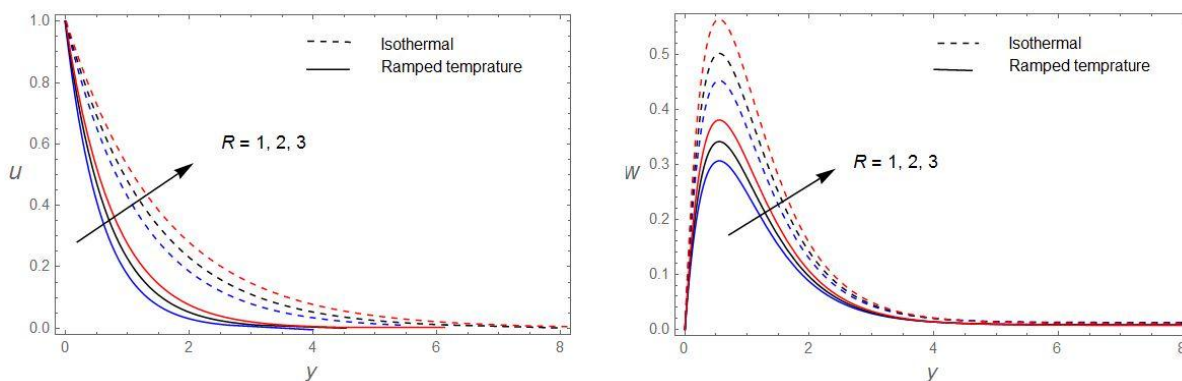 1.0
0.8
0.6
0.4
0.2
0.0
u
Isothermal
Ramped temprature
R = 1, 2, 3
0 2 4 6 8
y
0.5
0.4
0.3
0.2
0.1
0.0
w
Isothermal
Ramped temprature
R = 1, 2, 3
0 2 4 6 8
y